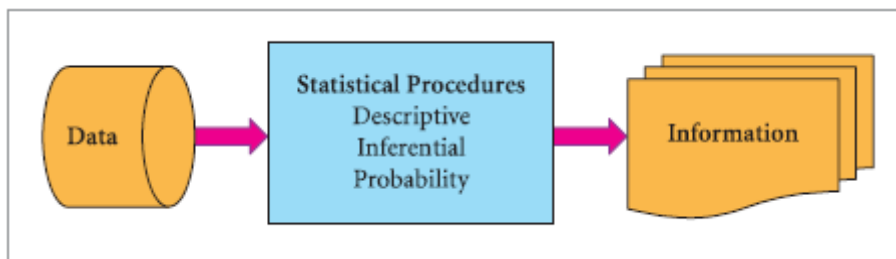 Data
Statistical Procedures
Descriptive
Inferential
Probability
Information